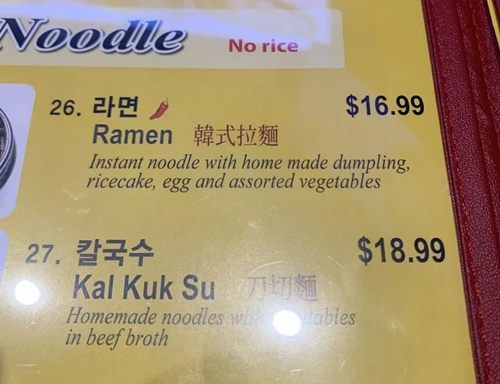 Noodle No rice
26. 라면 $16.99
Ramen 韓式拉麵
Instant noodle with home made dumpling,
ricecake, egg and assorted vegetables
27. 칼국수 $18.99
Kal Kuk Su 刀切麵
Homemade noodles
in beef broth